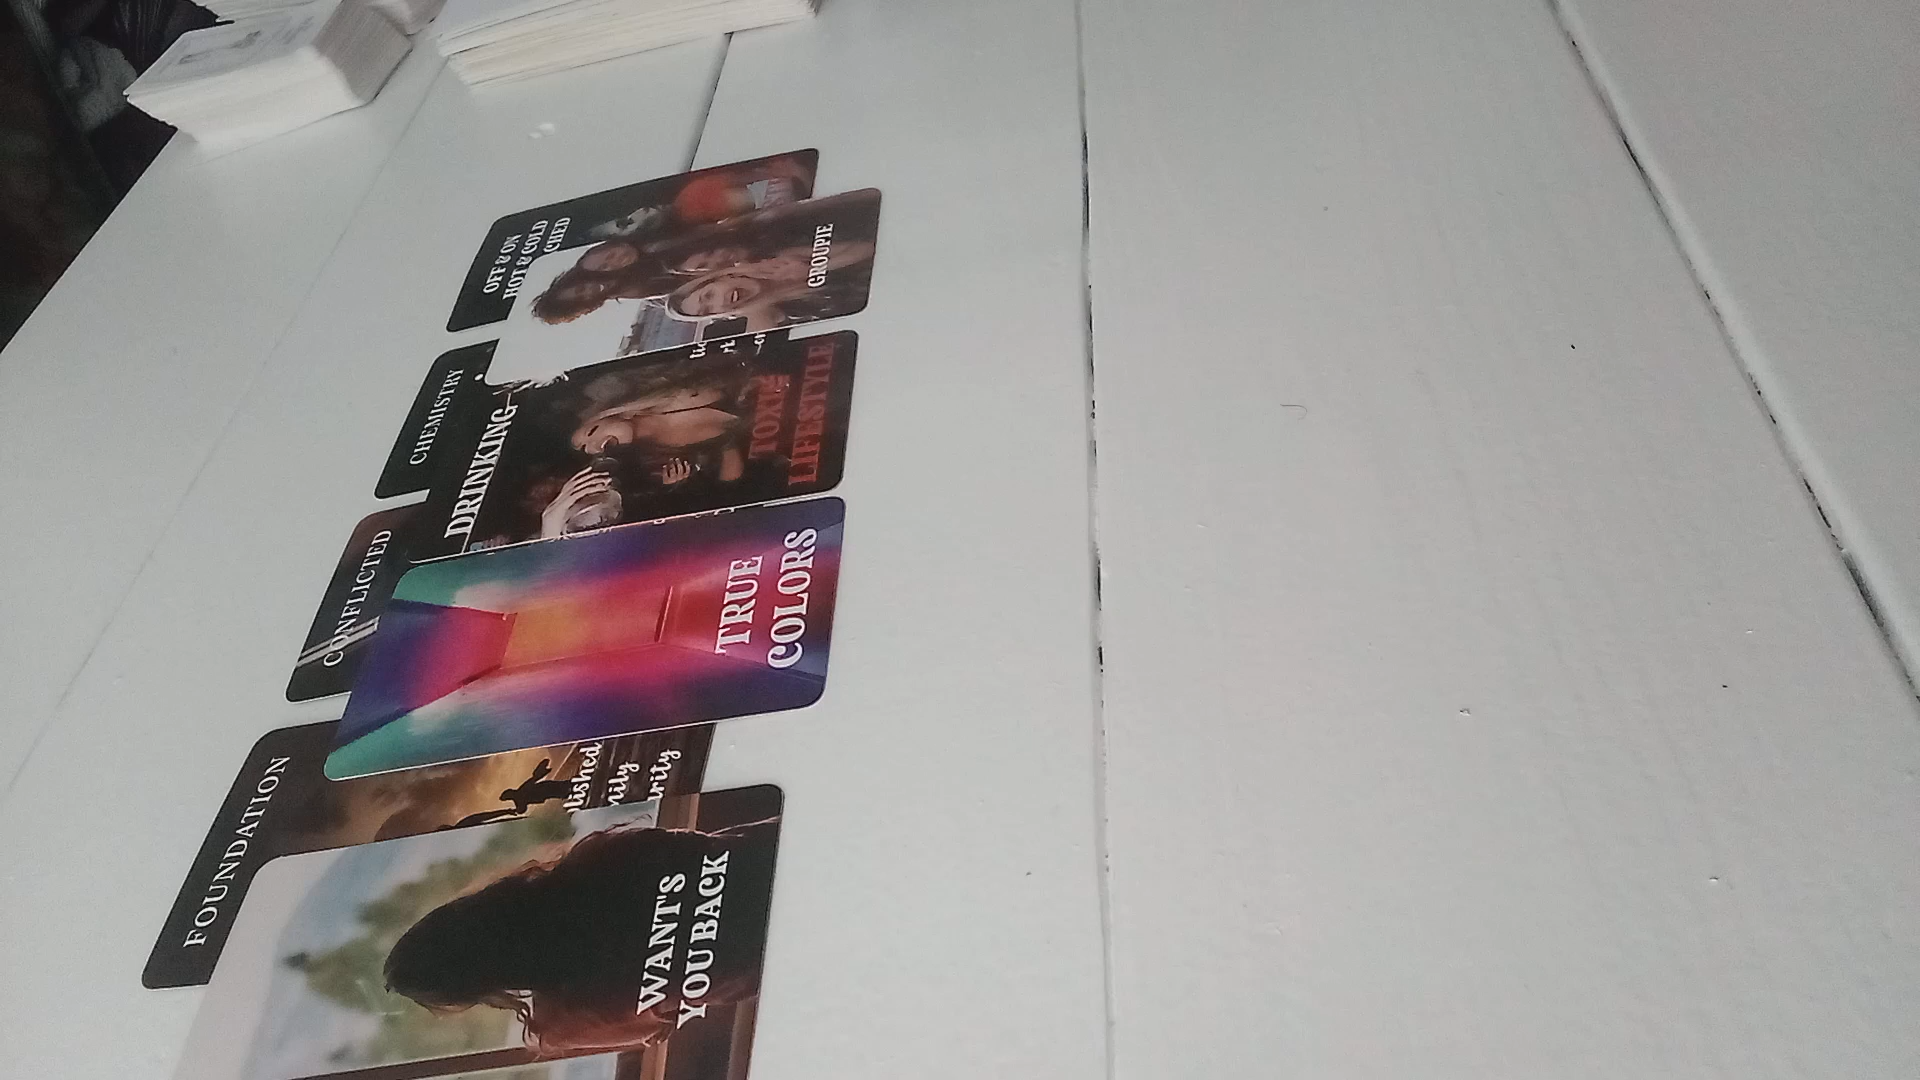 OFF & ON
HOT & COLD
GROUPIE
CHEMISTRY
DRINKING
TOXIC
LIFESTYLE
CONFLICTED
TRUE
COLORS
FOUNDATION
WANT'S
YOU BACK